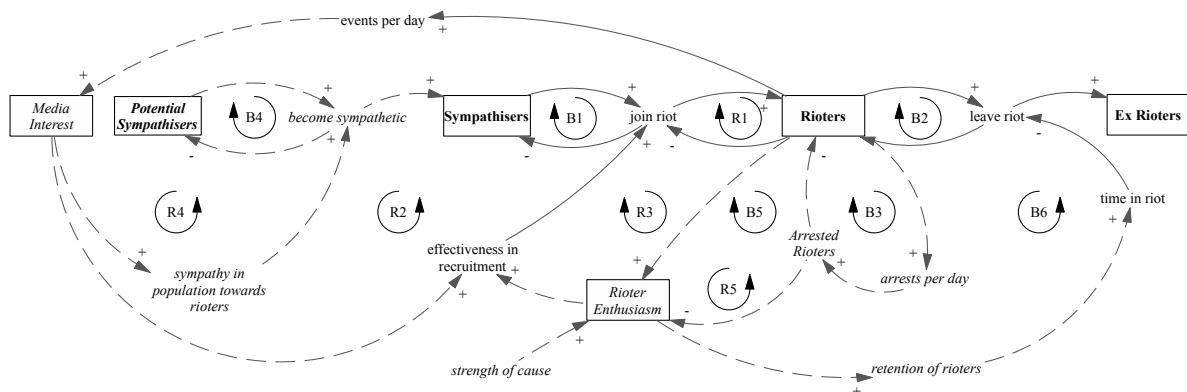 events per day
+
+
Media
Interest
Potential
Sympathisers
+
B4
become sympathetic
-
+
Sympathisers
B1
+
join riot
-
+
R1
+
+
-
Rioters
-
B2
+
leave riot
-
-
+
Ex Rioters
R4
R2
R3
B5
B3
B6
time in riot
+
+
sympathy in
population towards
rioters
+
effectiveness in
recruitment
+
+
+
Rioter
Enthusiasm
-
R5
Arrested
Rioters
+
+
arrests per day
strength of cause
+
retention of rioters
+